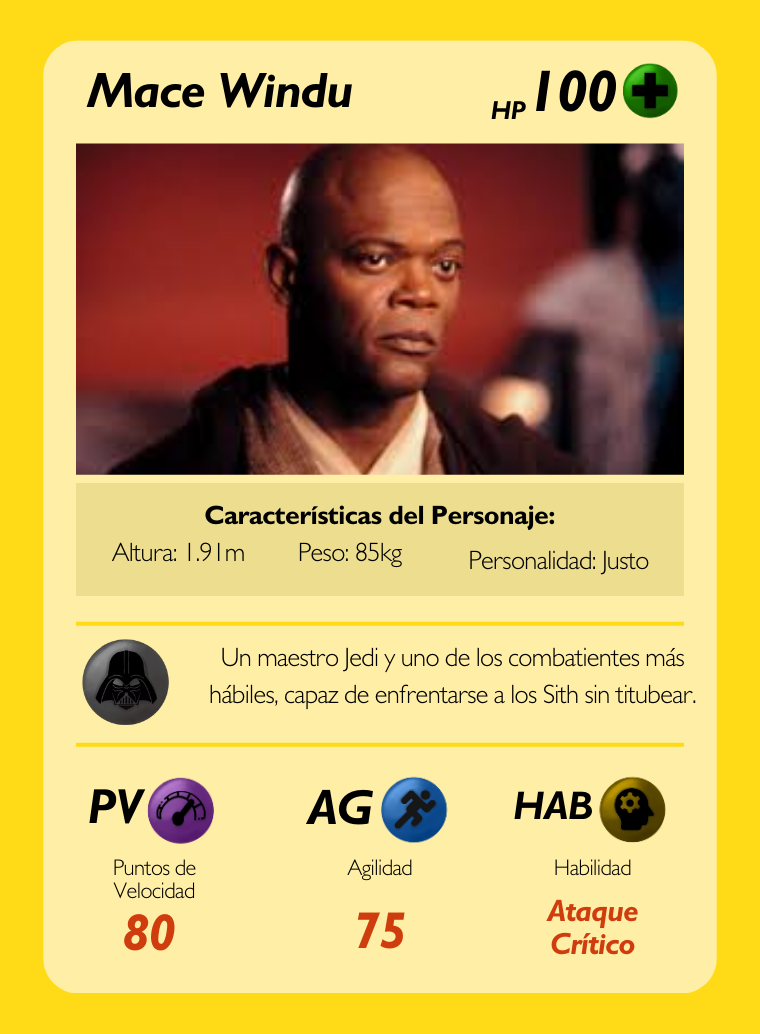 Mace Windu
HP 100
Características del Personaje:
Altura: 1.91m Peso: 85kg Personalidad: Justo
Un maestro Jedi y uno de los combatientes más
hábiles, capaz de enfrentarse a los Sith sin titubear.
PV AG HAB
Puntos de
Velocidad
Agilidad
Habilidad
80
75
Ataque
Crítico